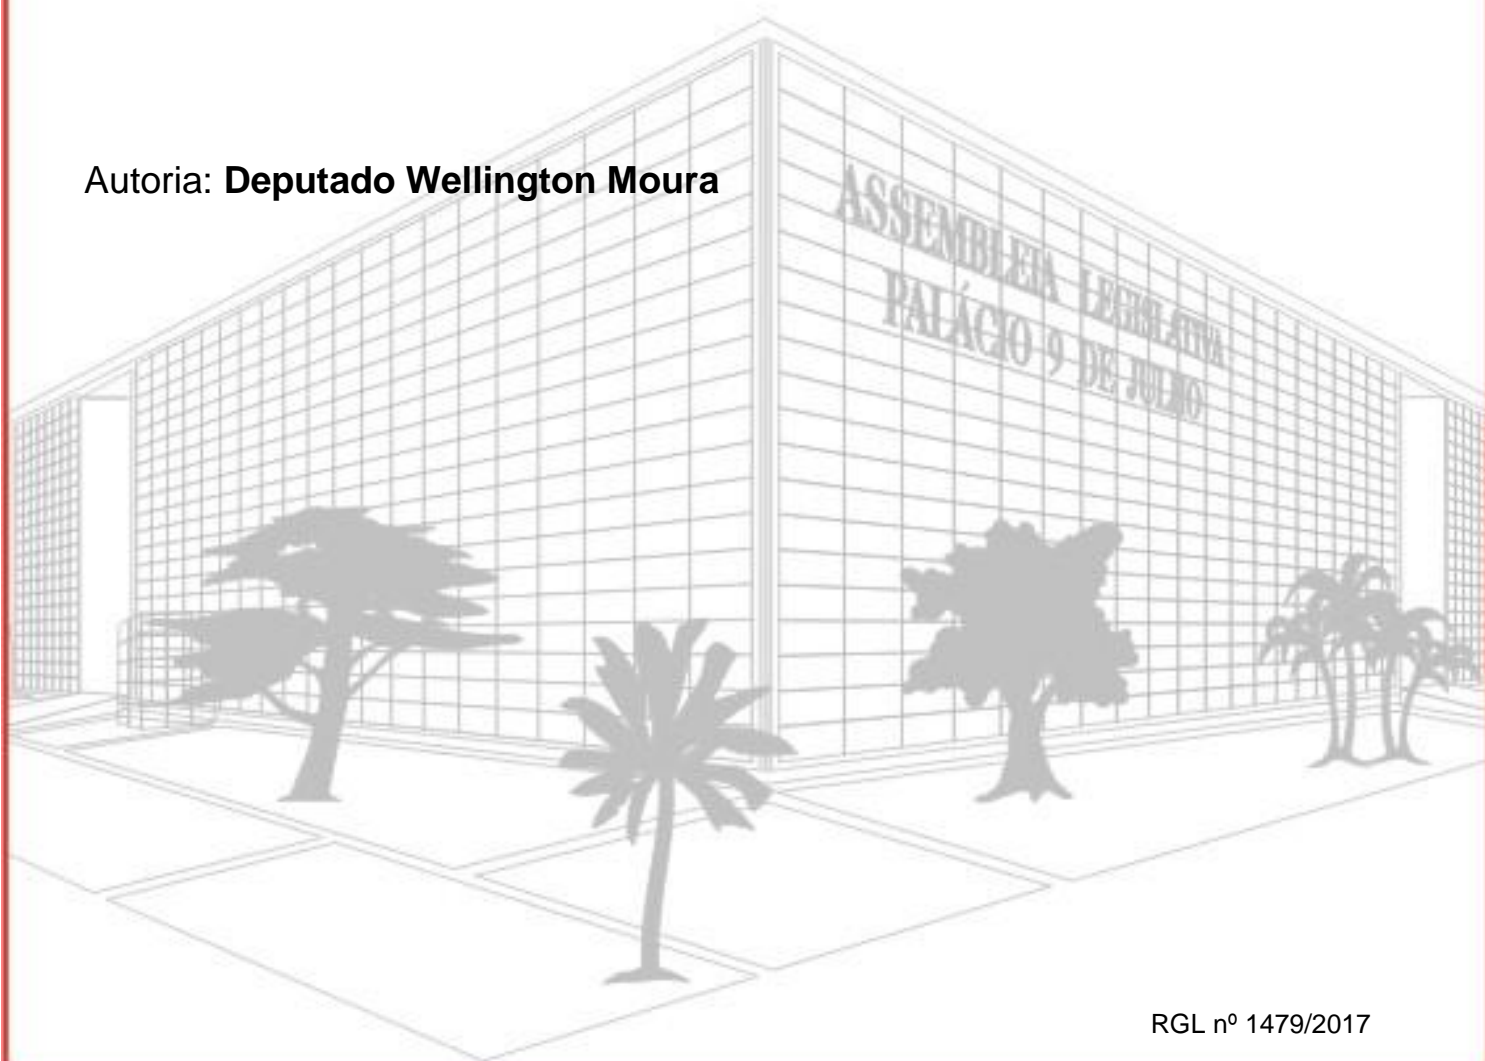 Autoria: Deputado Wellington Moura
ASSEMBLEIA LEGISLATIVA
PALÁCIO 9 DE JULHO
RGL nº 1479/2017